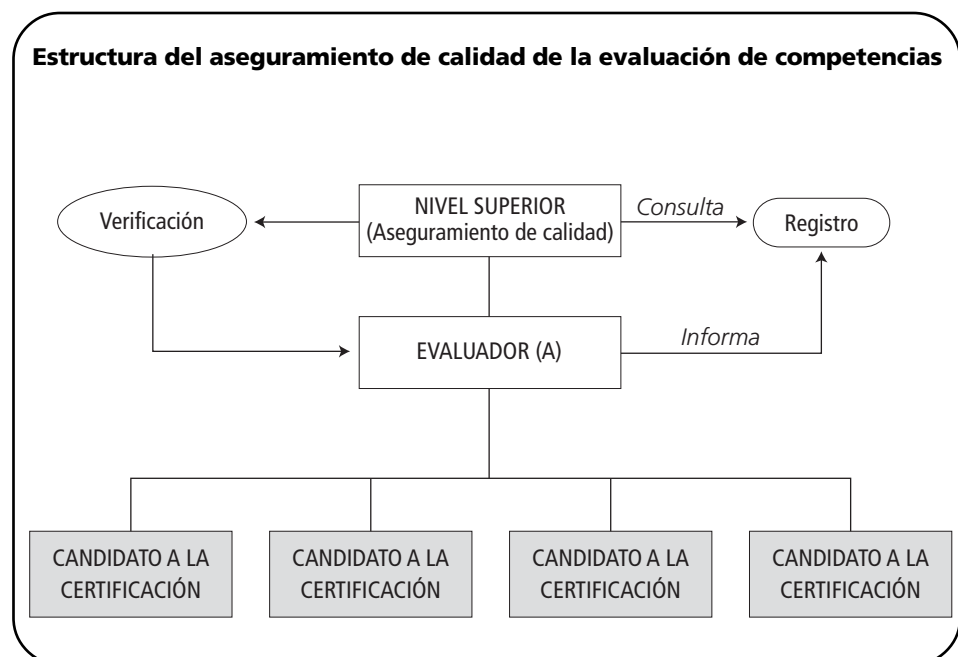 Estructura del aseguramiento de calidad de la evaluación de competencias
Verificación
NIVEL SUPERIOR
(Aseguramiento de calidad)
Consulta
Registro
EVALUADOR (A)
Informa
CANDIDATO A LA
CERTIFICACIÓN
CANDIDATO A LA
CERTIFICACIÓN
CANDIDATO A LA
CERTIFICACIÓN
CANDIDATO A LA
CERTIFICACIÓN